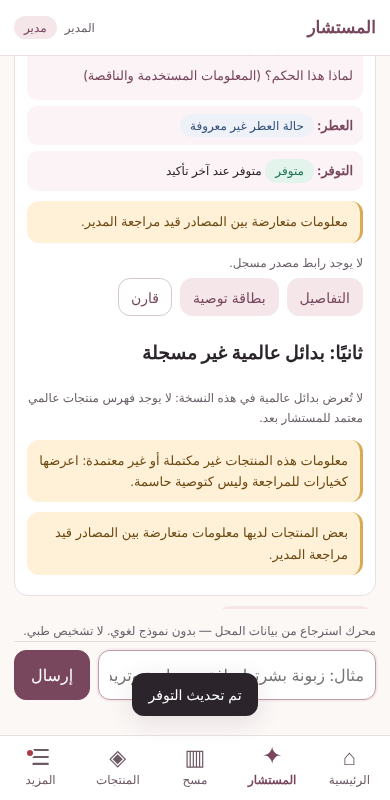 المستشار
المدير
مدير
لماذا هذا الحكم؟ (المعلومات المستخدمة والناقصة)
العطر: حالة العطر غير معروفة
التوفر: متوفر متوفر عند آخر تأكيد
معلومات متعارضة بين المصادر قيد مراجعة المدير.
لا يوجد رابط مصدر مسجل.
التفاصيل
بطاقة توصية
قارن
ثانيًا: بدائل عالمية غير مسجلة
لا تُعرض بدائل عالمية في هذه النسخة: لا يوجد فهرس منتجات عالمي
معتمد للمستشار بعد.
معلومات هذه المنتجات غير مكتملة أو غير معتمدة: اعرضها
كخيارات للمراجعة وليس كتوصية حاسمة.
بعض المنتجات لديها معلومات متعارضة بين المصادر قيد
مراجعة المدير.
محرك استرجاع من بيانات المحل — بدون نموذج لغوي. لا تشخيص طبي.
مثال: زبونة
إرسال
تم تحديث التوفر
الرئيسية
المستشار
مسح
المنتجات
المزيد